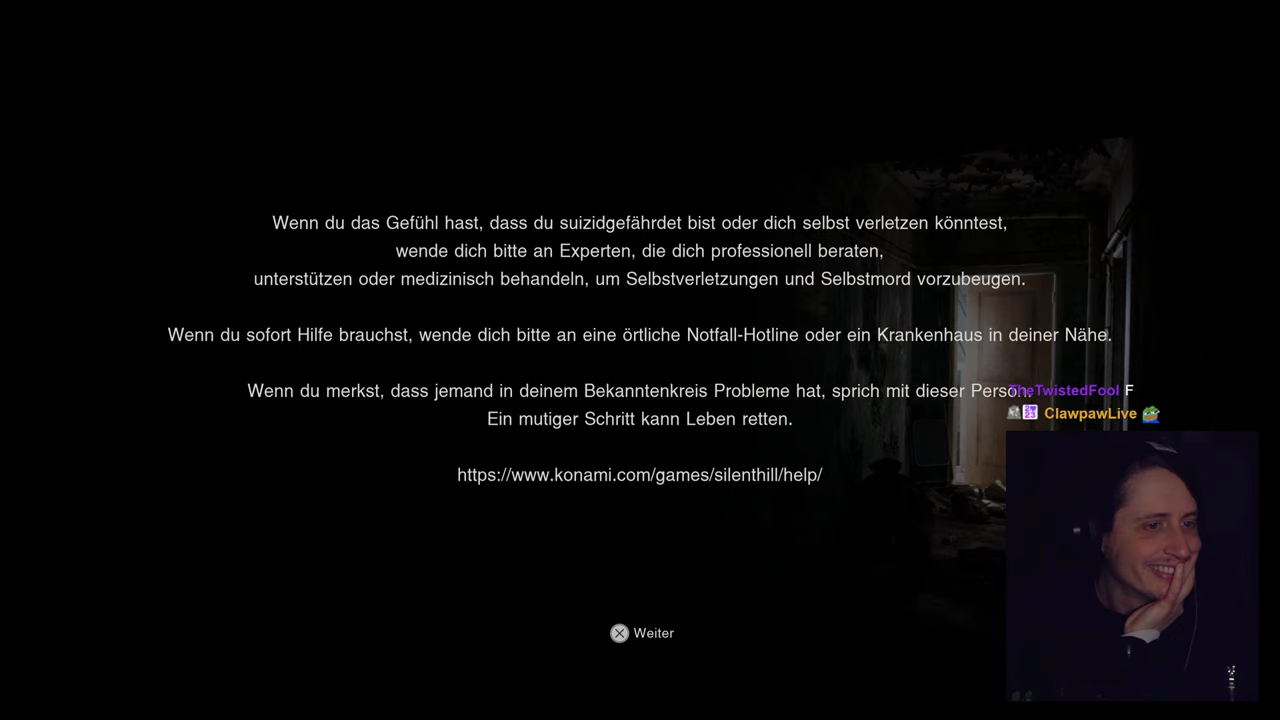 Wenn du das Gefühl hast, dass du suizidgefährdet bist oder dich selbst verletzen könntest,
wende dich bitte an Experten, die dich professionell beraten,
unterstützen oder medizinisch behandeln, um Selbstverletzungen und Selbstmord vorzubeugen.
Wenn du sofort Hilfe brauchst, wende dich bitte an eine örtliche Notfall-Hotline oder ein Krankenhaus in deiner Nähe.
Wenn du merkst, dass jemand in deinem Bekanntenkreis Probleme hat, sprich mit dieser Person.
TheTwistedFool F
ClawpawLive
Ein mutiger Schritt kann Leben retten.
https://www.konami.com/games/silenthill/help/
Weiter